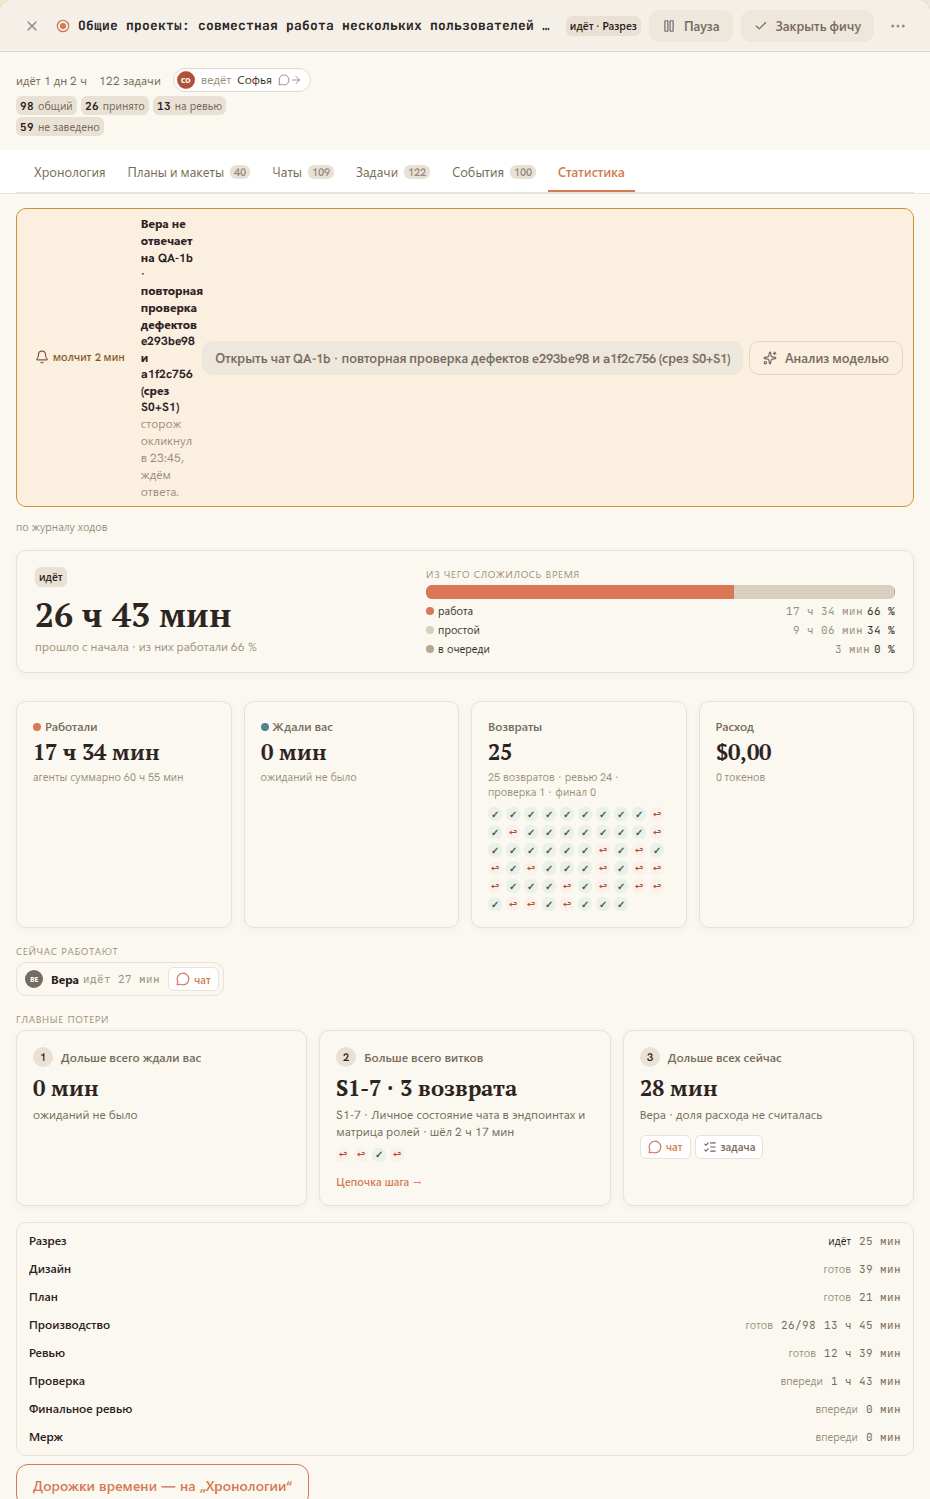 Общие проекты: совместная работа нескольких пользователей …
идёт · Разрез
Пауза
Закрыть фичу
идёт 1 дн 2 ч 122 задачи
СО ведёт Софья
98 общий 26 принято 13 на ревью
59 не заведено
Хронология Планы и макеты 40 Чаты 109 Задачи 122 События 100 Статистика
молчит 2 мин
Вера не
отвечает
на QA-1b
·
повторная
проверка
дефектов
e293be98
и
a1f2c756
(срез
S0+S1)
сторож
окликнул
в 23:45,
ждём
ответа.
Открыть чат QA-1b · повторная проверка дефектов e293be98 и a1f2c756 (срез S0+S1)
Анализ моделью
по журналу ходов
идёт
26 ч 43 мин
прошло с начала · из них работали 66 %
ИЗ ЧЕГО СЛОЖИЛОСЬ ВРЕМЯ
работа 17 ч 34 мин 66 %
простой 9 ч 06 мин 34 %
в очереди 3 мин 0 %
Работали
17 ч 34 мин
агенты суммарно 60 ч 55 мин
Ждали вас
0 мин
ожиданий не было
Возвраты
25
25 возвратов · ревью 24 ·
проверка 1 · финал 0
Расход
$0,00
0 токенов
СЕЙЧАС РАБОТАЮТ
ВЕ Вера идёт 27 мин чат
ГЛАВНЫЕ ПОТЕРИ
1 Дольше всего ждали вас
0 мин
ожиданий не было
2 Больше всего витков
S1-7 · 3 возврата
S1-7 · Личное состояние чата в эндпоинтах и
матрица ролей · шёл 2 ч 17 мин
Цепочка шага →
3 Дольше всех сейчас
28 мин
Вера · доля расхода не считалась
чат задача
Разрез идёт 25 мин
Дизайн готов 39 мин
План готов 21 мин
Производство готов 26/98 13 ч 45 мин
Ревью готов 12 ч 39 мин
Проверка впереди 1 ч 43 мин
Финальное ревью впереди 0 мин
Мерж впереди 0 мин
Дорожки времени — на „Хронологии“